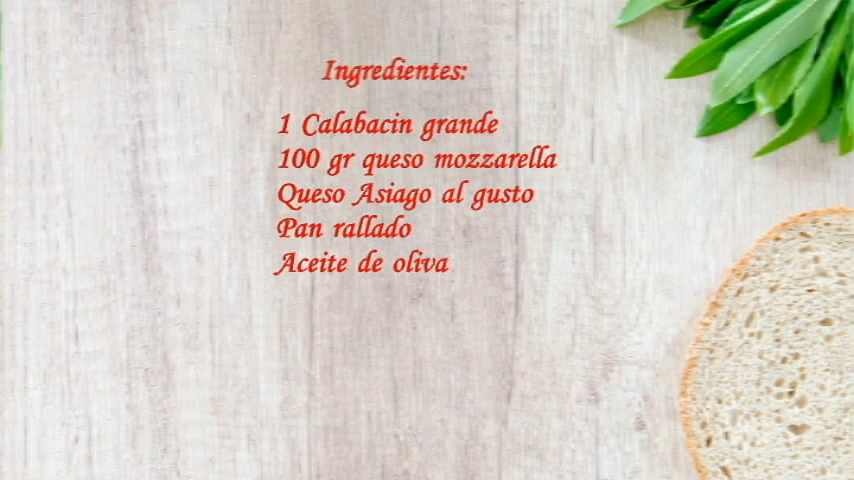 Ingredientes:
1 Calabacin grande
100 gr queso mozzarella
Queso Asiago al gusto
Pan rallado
Aceite de oliva